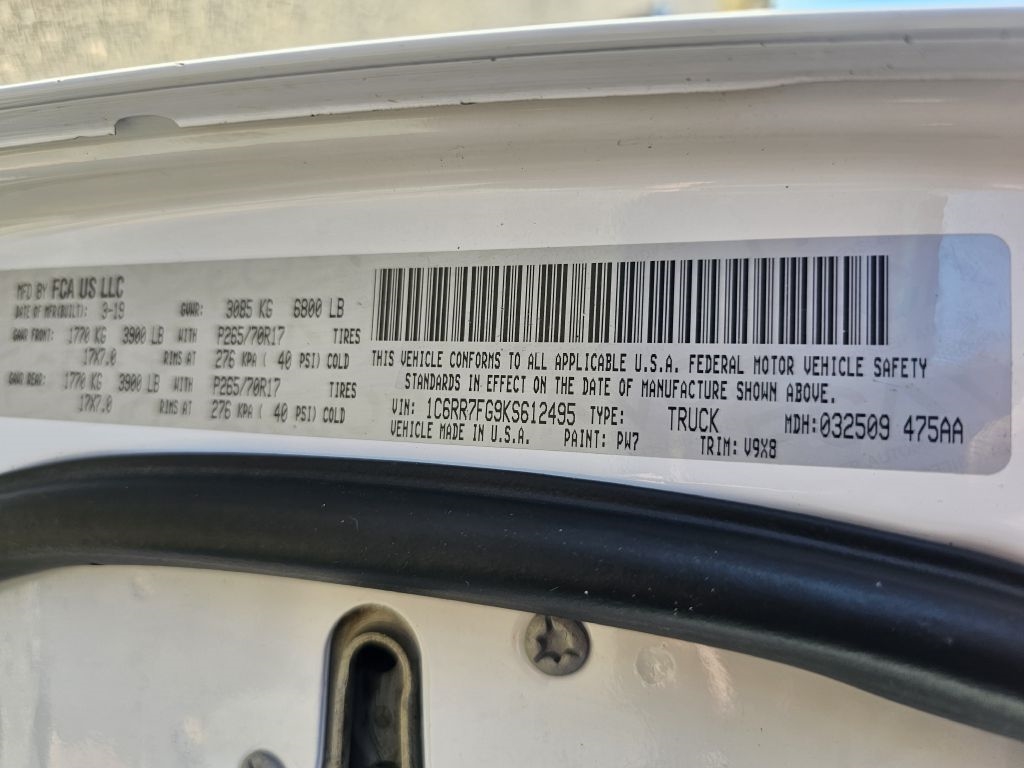 MFD BY FCA US LLC
DATE OF MFR(BUILT): 3-19 GVWR: 3085 KG 6800 LB
GAWR FRONT: 1770 KG 3900 LB WITH P265/70R17 TIRES
17X7.0 RIMS AT 276 KPA ( 40 PSI) COLD
GAWR REAR: 1770 KG 3900 LB WITH P265/70R17 TIRES
17X7.0 RIMS AT 276 KPA ( 40 PSI) COLD
THIS VEHICLE CONFORMS TO ALL APPLICABLE U.S.A. FEDERAL MOTOR VEHICLE SAFETY
STANDARDS IN EFFECT ON THE DATE OF MANUFACTURE SHOWN ABOVE.
VIN: 1C6RR7FG9KS612495 TYPE: TRUCK MDH:032509 475AA
VEHICLE MADE IN U.S.A. PAINT: PW7 TRIM: V9X8